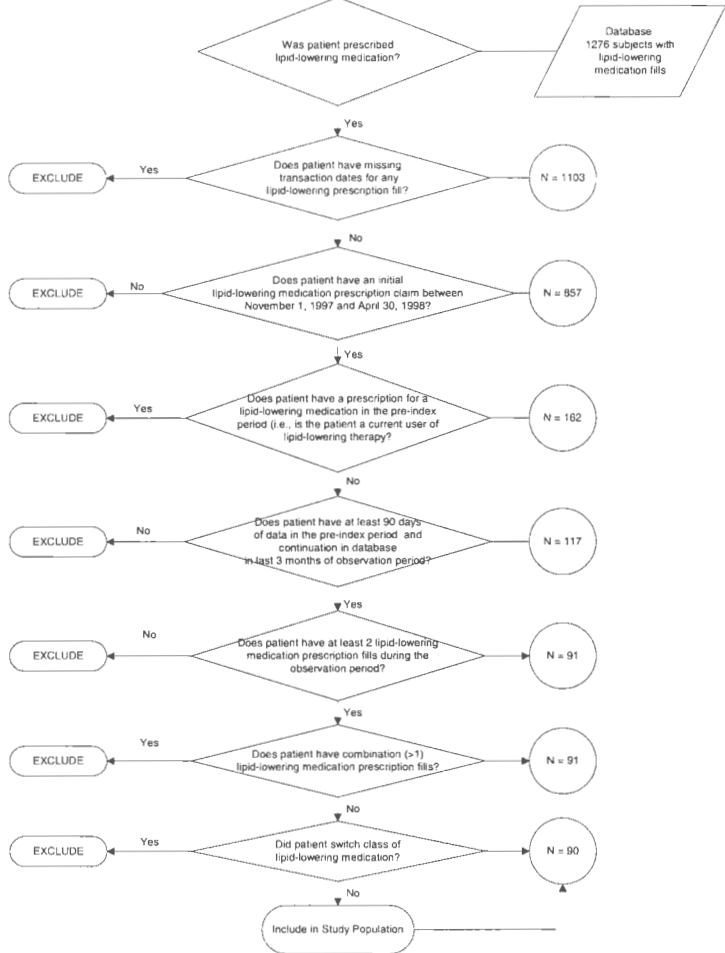 Was patient prescribed
lipid-lowering medication?
Database
1276 subjects with
lipid-lowering
medication fills
Yes
EXCLUDE
Yes
Does patient have missing
transaction dates for any
lipid-lowering prescription fill?
N = 1103
No
EXCLUDE
No
Does patient have an initial
lipid-lowering medication prescription claim between
November 1, 1997 and April 30, 1998?
N = 857
Yes
EXCLUDE
Yes
Does patient have a prescription for a
lipid-lowering medication in the pre-index
period (i.e., is the patient a current user of
lipid-lowering therapy?
N = 162
No
EXCLUDE
No
Does patient have at least 90 days
of data in the pre-index period and
continuation in database
in last 3 months of observation period?
N = 117
Yes
EXCLUDE
No
Does patient have at least 2 lipid-lowering
medication prescription fills during the
observation period?
N = 91
Yes
EXCLUDE
Yes
Does patient have combination (>1)
lipid-lowering medication prescription fills?
N = 91
No
EXCLUDE
Yes
Did patient switch class of
lipid-lowering medication?
N = 90
No
Include in Study Population